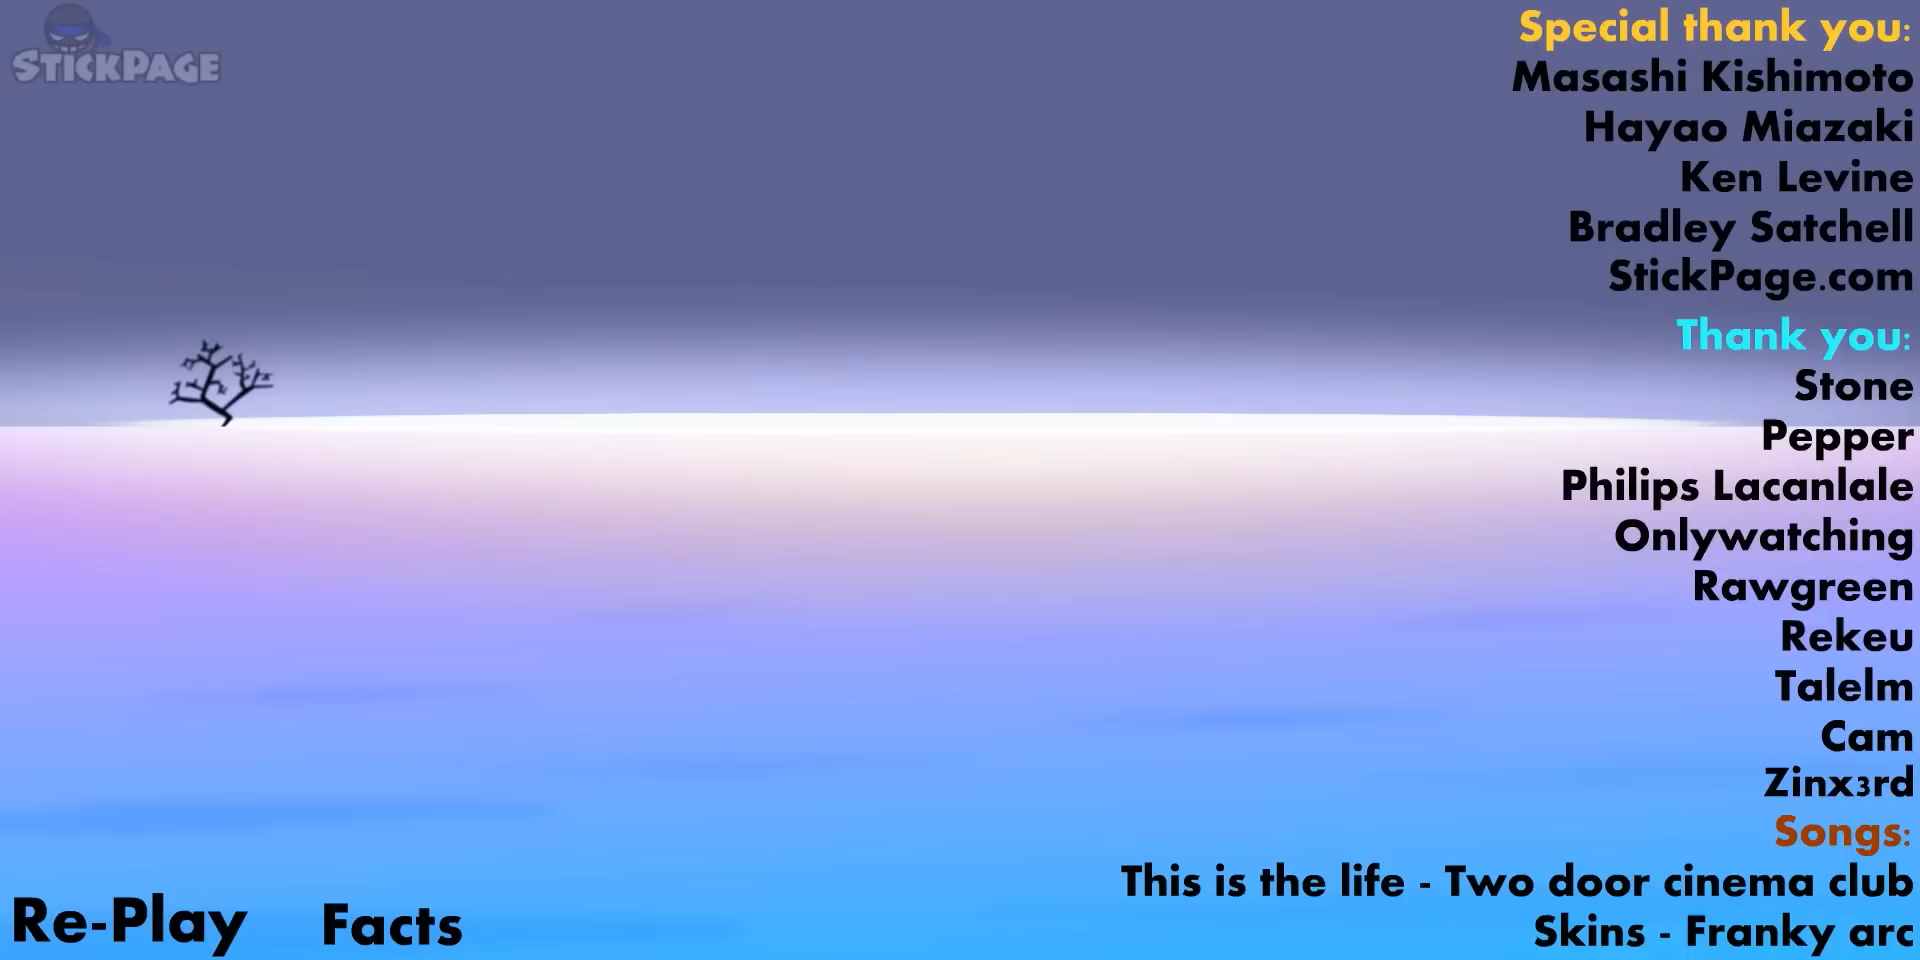 STICKPAGE
Special thank you:
Masashi Kishimoto
Hayao Miazaki
Ken Levine
Bradley Satchell
StickPage.com
Thank you:
Stone
Pepper
Philips Lacanlale
Onlywatching
Rawgreen
Rekeu
Talelm
Cam
Zinx3rd
Songs:
This is the life - Two door cinema club
Skins - Franky arc
Re-Play
Facts